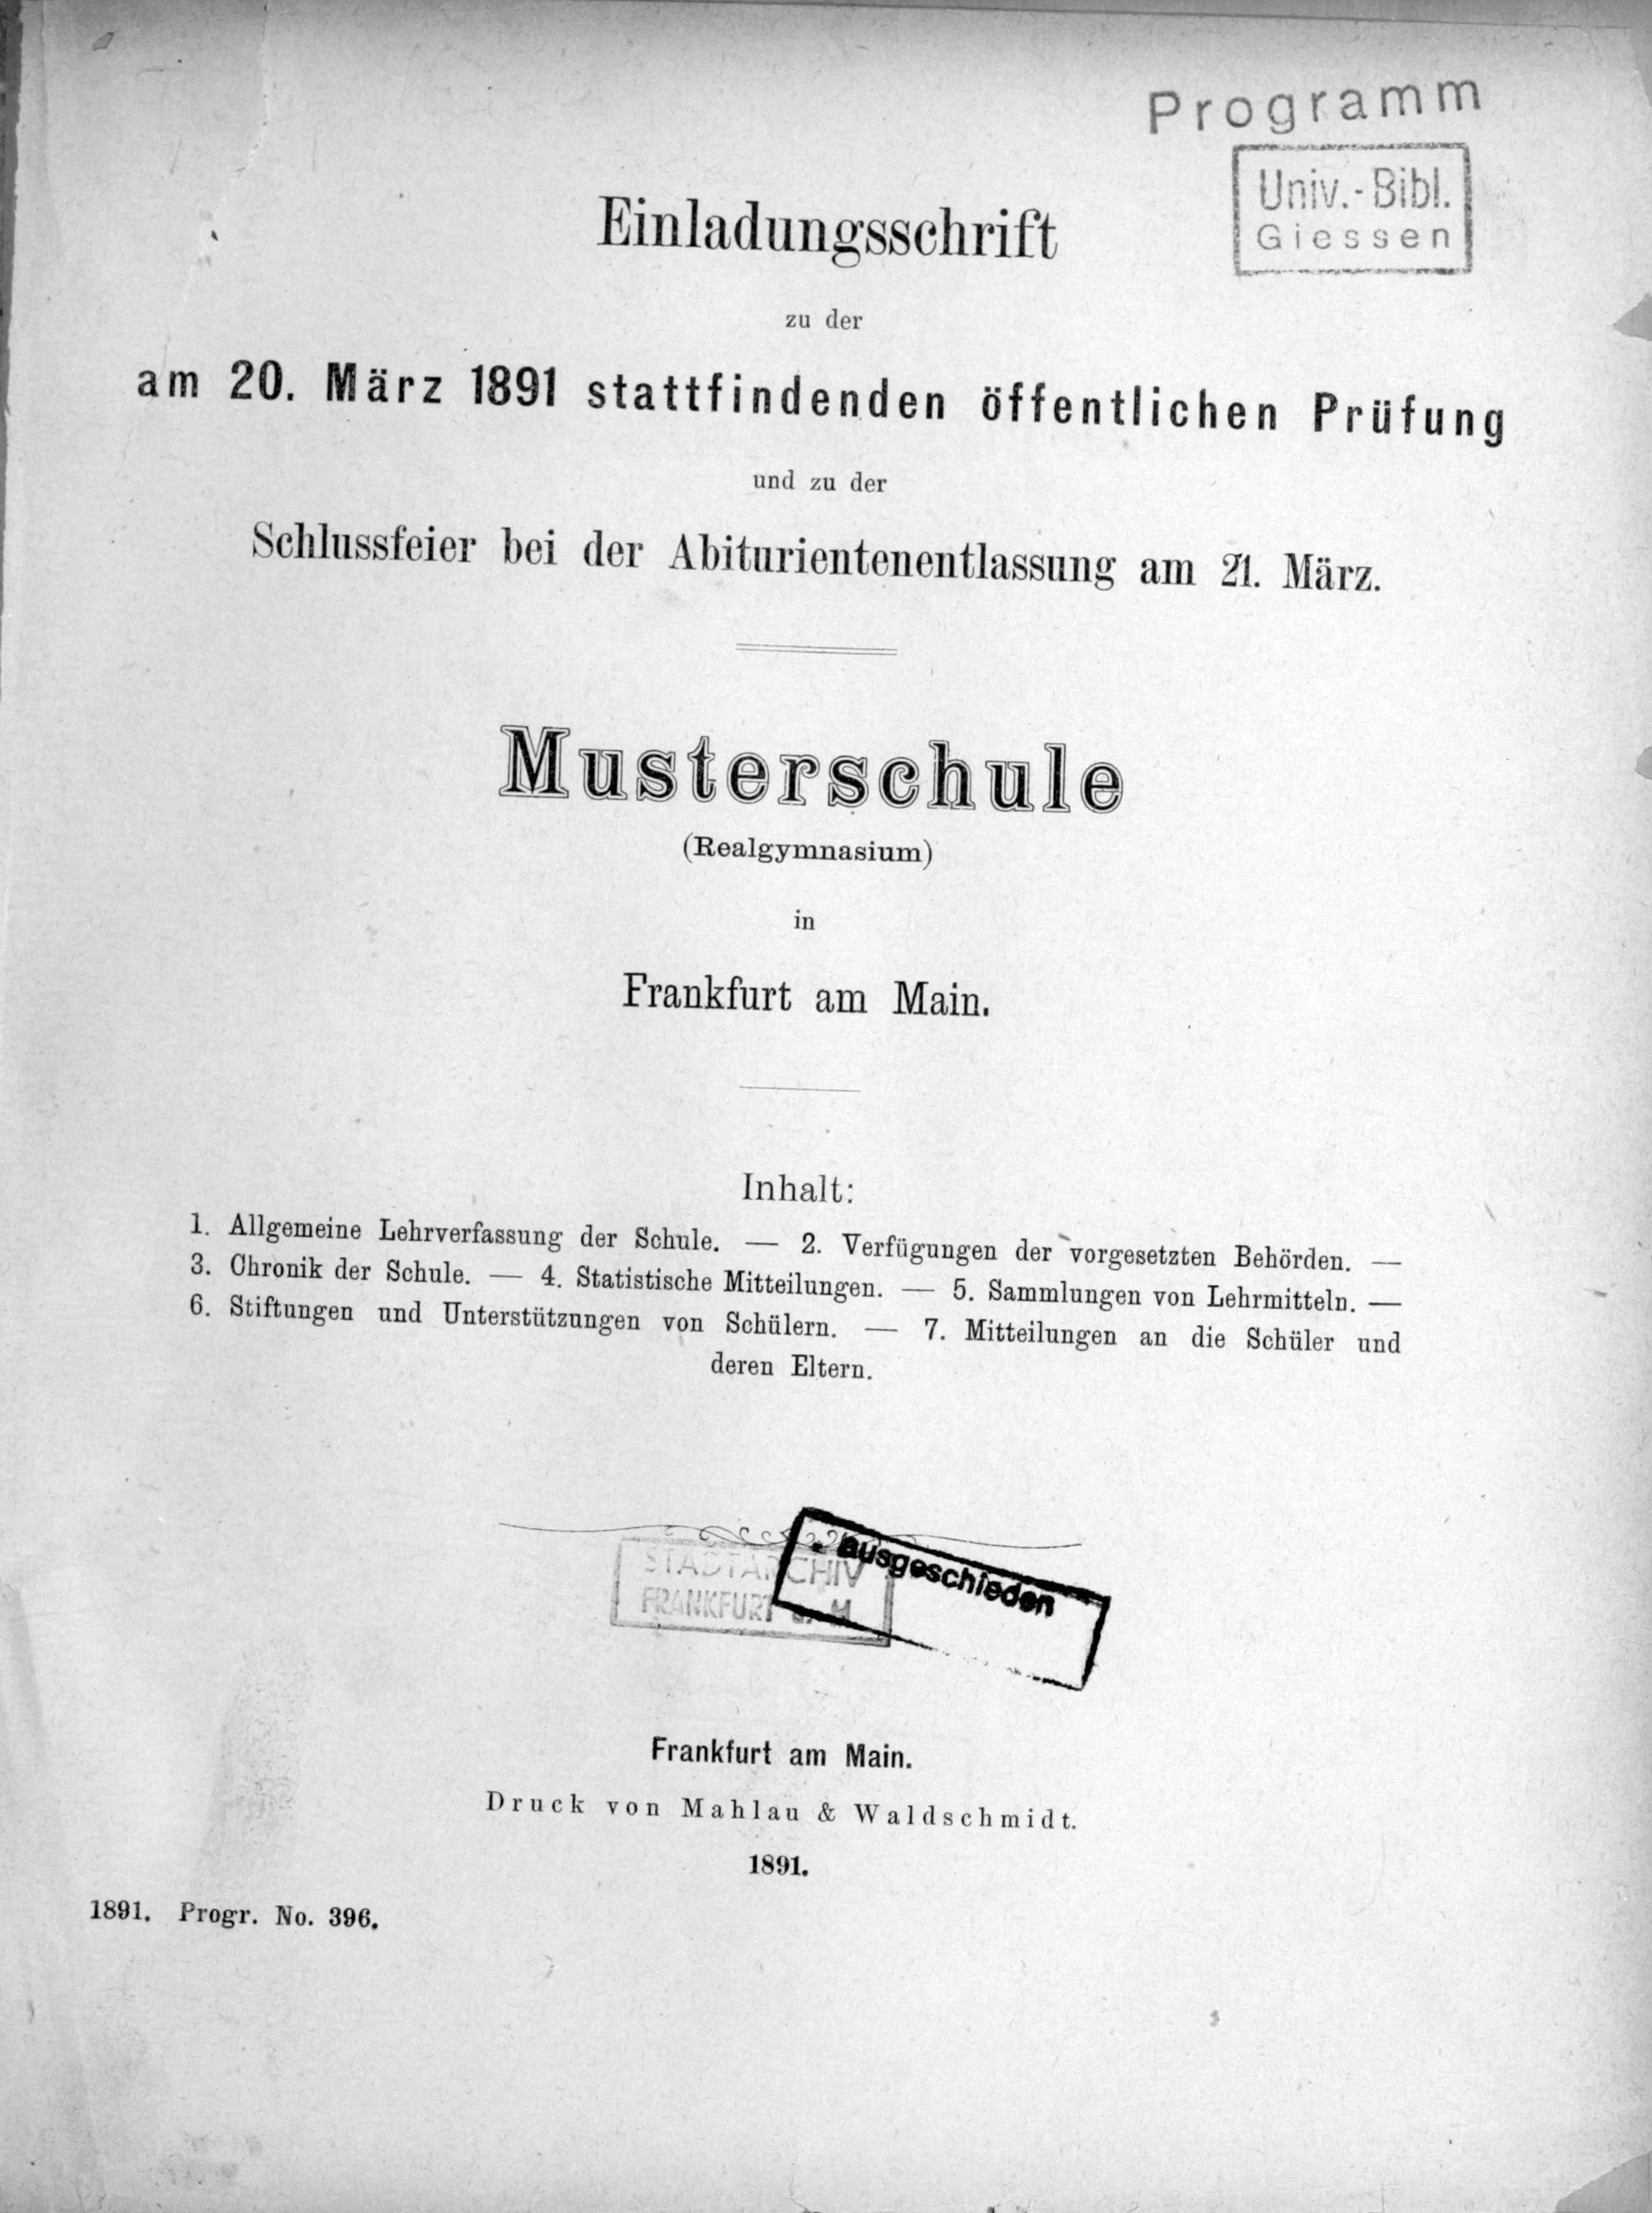 Programm
Univ.-Bibl.
Giessen
Einladungsschrift
zu der
am 20. März 1891 stattfindenden öffentlichen Prüfung
und zu der
Schlussfeier bei der Abiturientenentlassung am 21. März.
Musterschule
(Realgymnasium)
in
Frankfurt am Main.
Inhalt:
1. Allgemeine Lehrverfassung der Schule. — 2. Verfügungen der vorgesetzten Behörden. —
3. Chronik der Schule. — 4. Statistische Mitteilungen. — 5. Sammlungen von Lehrmitteln. —
6. Stiftungen und Unterstützungen von Schülern. — 7. Mitteilungen an die Schüler und
deren Eltern.
ausgeschieden
STADTARCHIV
FRANKFURT a. M
Frankfurt am Main.
Druck von Mahlau & Waldschmidt.
1891.
1891. Progr. No. 396.